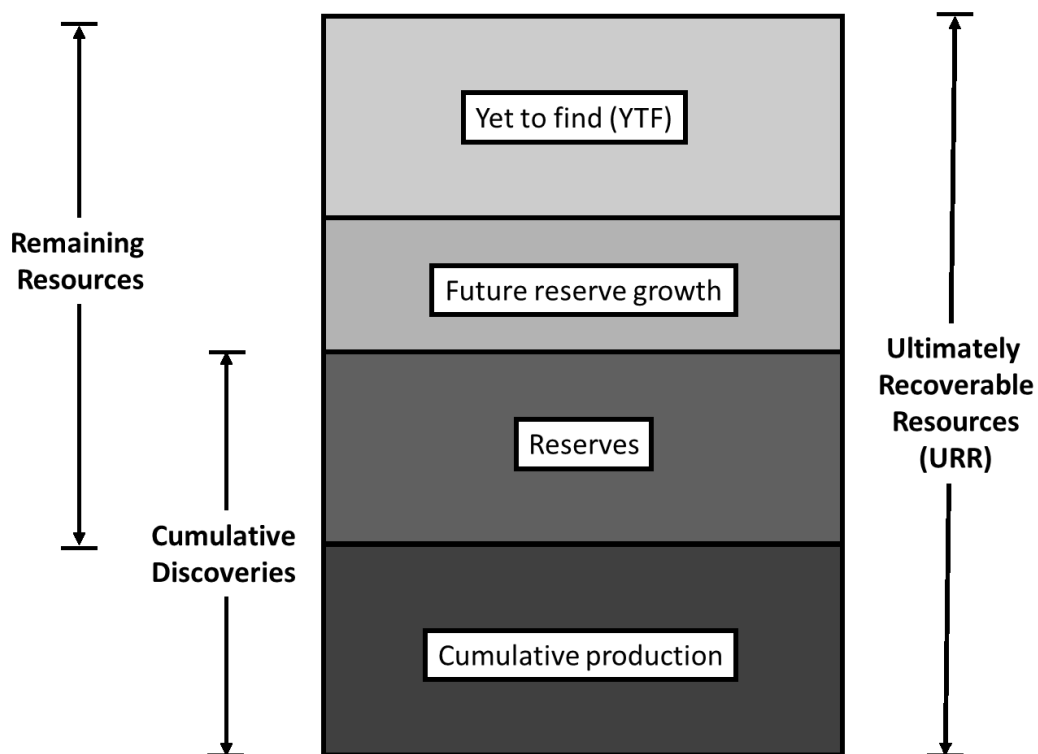 Yet to find (YTF)
Remaining
Resources
Future reserve growth
Ultimately
Recoverable
Resources
(URR)
Reserves
Cumulative
Discoveries
Cumulative production